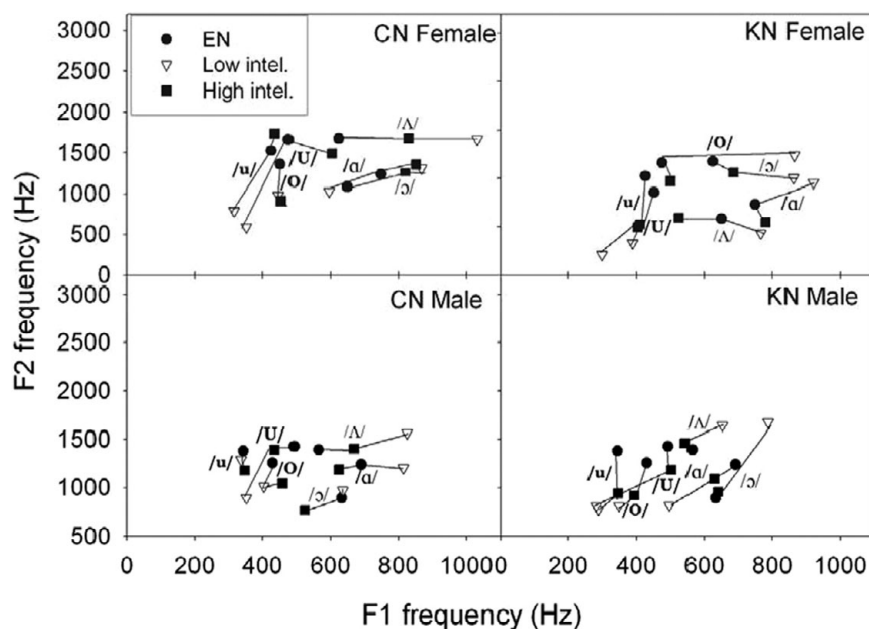 3000
2500
2000
1500
1000
500
0
EN
Low intel.
High intel.
CN Female
/u/
/U/
/O/
/ɑ/
/Λ/
/ɔ/
KN Female
/O/
/ɔ/
/ɑ/
/u/
/U/
/Λ/
F2 frequency (Hz)
3000
2500
2000
1500
1000
500
CN Male
/u/
/U/
/O/
/Λ/
/ɑ/
/ɔ/
KN Male
/u/
/O/
/U/
/Λ/
/ɑ/
/ɔ/
0 200 400 600 800 10000 200 400 600 800 1000
F1 frequency (Hz)